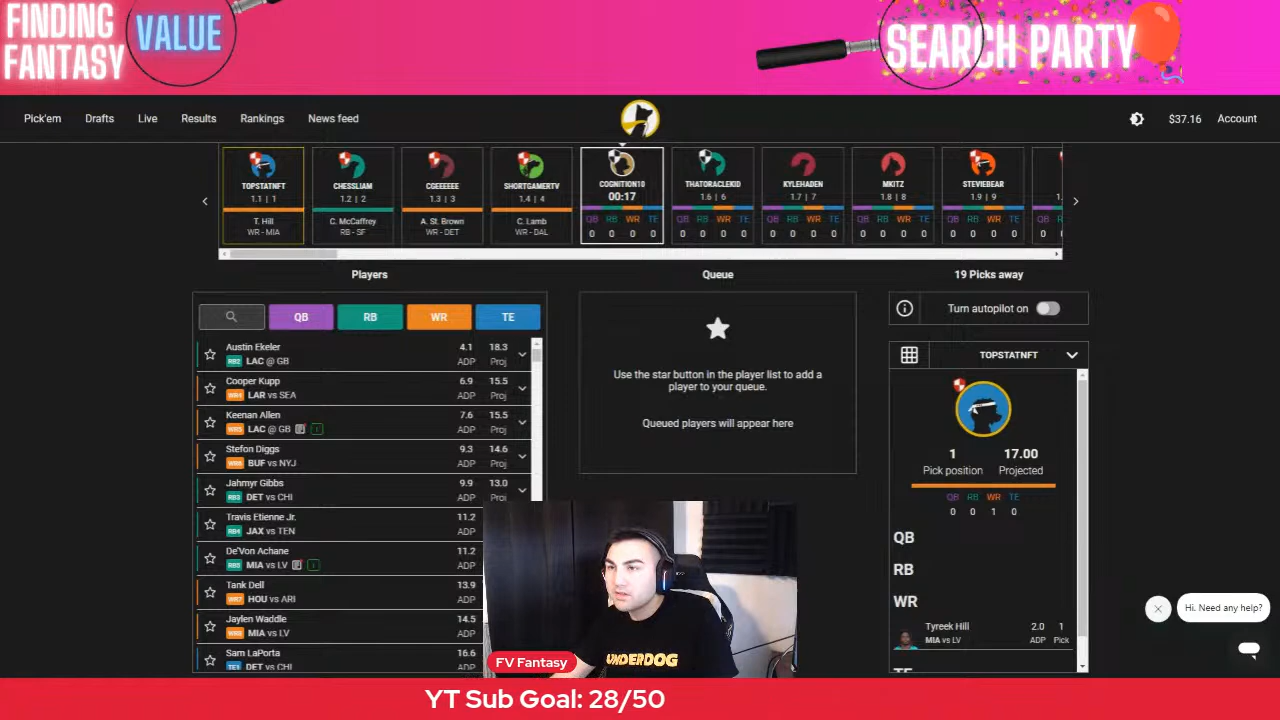 FINDING
FANTASY
VALUE
SEARCH PARTY
Pick'em Drafts Live Results Rankings News feed
$37.16 Account
TOPSTATNFT
1.1 | 1
T. Hill
WR - MIA
CHESSLIAM
1.2 | 2
C. McCaffrey
RB - SF
CGEEEEEE
1.3 | 3
A. St. Brown
WR - DET
SHORTGAMERTV
1.4 | 4
C. Lamb
WR - DAL
COGNITION10
00:17
QB RB WR TE
0 0 0 0
THATORACLEKID
1.6 | 6
QB RB WR TE
0 0 0 0
KYLEHADEN
1.7 | 7
QB RB WR TE
0 0 0 0
MKITZ
1.8 | 8
QB RB WR TE
0 0 0 0
STEVIEBEAR
1.9 | 9
QB RB WR TE
0 0 0 0
1.
QB
0
Players
QB RB WR TE
Austin Ekeler 4.1 18.3
RB2 LAC @ GB ADP Proj
Cooper Kupp 6.9 15.5
LAR vs SEA ADP Proj
Keenan Allen 7.6 15.5
LAC @ GB ADP Proj
Stefon Diggs 9.3 14.6
BUF vs NYJ ADP Proj
Jahmyr Gibbs 9.9 13.0
RB3 DET vs CHI ADP Proj
Travis Etienne Jr. 11.2
RB4 JAX vs TEN ADP
De'Von Achane 11.2
RB5 MIA vs LV ADP
Tank Dell 13.9
WR7 HOU vs ARI ADP
Jaylen Waddle 14.5
MIA vs LV ADP
Sam LaPorta 16.6
TE1 DET vs CHI ADP
Queue
Use the star button in the player list to add a
player to your queue.
Queued players will appear here
19 Picks away
Turn autopilot on
TOPSTATNFT
1 17.00
Pick position Projected
QB RB WR TE
0 0 1 0
QB
RB
WR
Tyreek Hill 2.0 1
MIA vs LV ADP Pick
TE
Hi. Need any help?
UNDERDOG
FV Fantasy
YT Sub Goal: 28/50